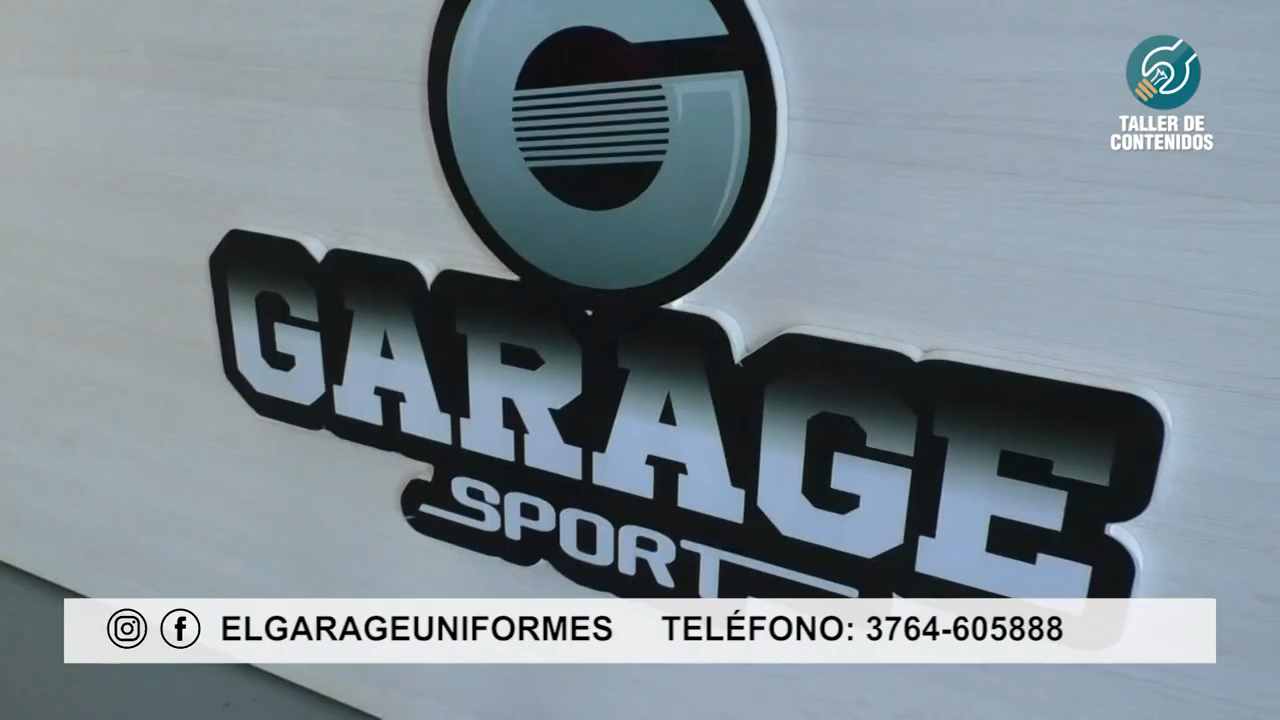 TALLER DE
CONTENIDOS
G
GARAGE
SPORT
ELGARAGEUNIFORMES TELÉFONO: 3764-605888